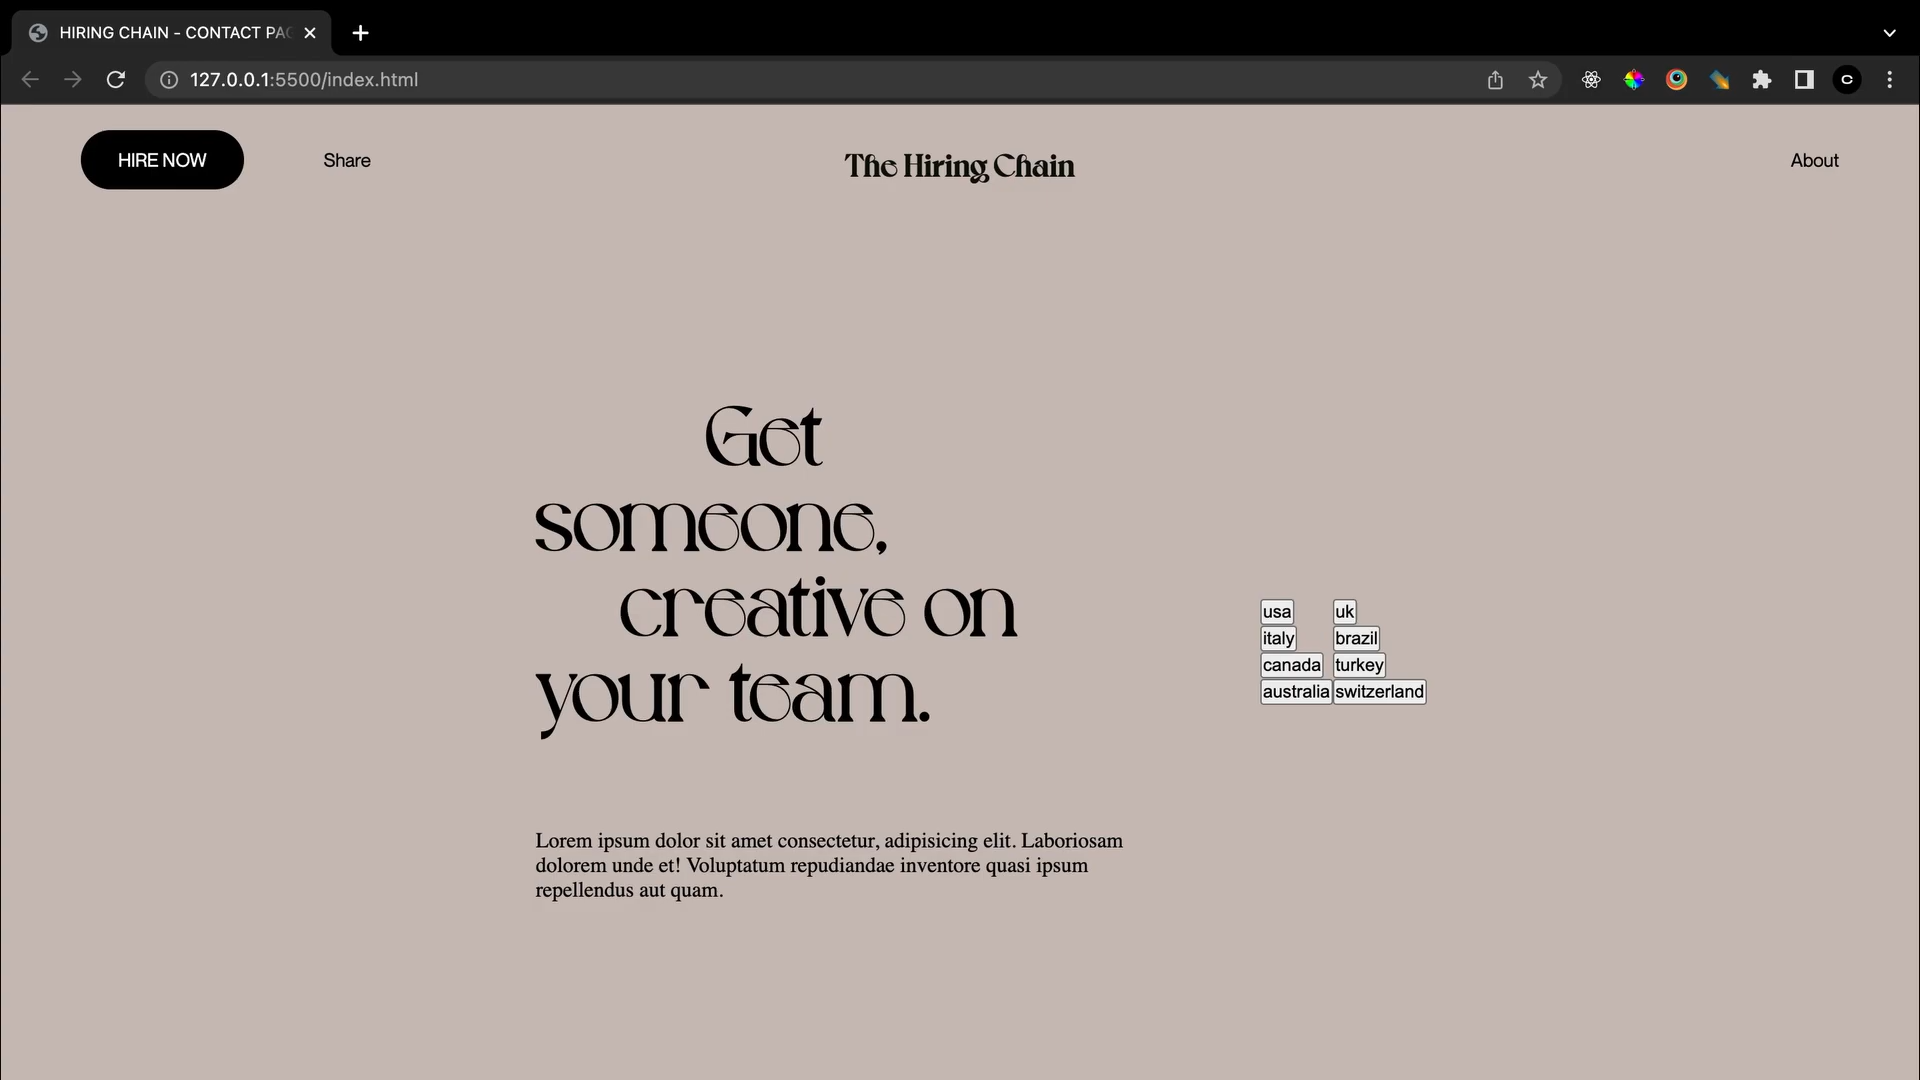 HIRING CHAIN - CONTACT PAG
127.0.0.1:5500/index.html
C
HIRE NOW
Share
The Hiring Chain
About
Get
someone,
creative on
your team.
usa uk
italy brazil
canada turkey
australia switzerland
Lorem ipsum dolor sit amet consectetur, adipisicing elit. Laboriosam
dolorem unde et! Voluptatum repudiandae inventore quasi ipsum
repellendus aut quam.